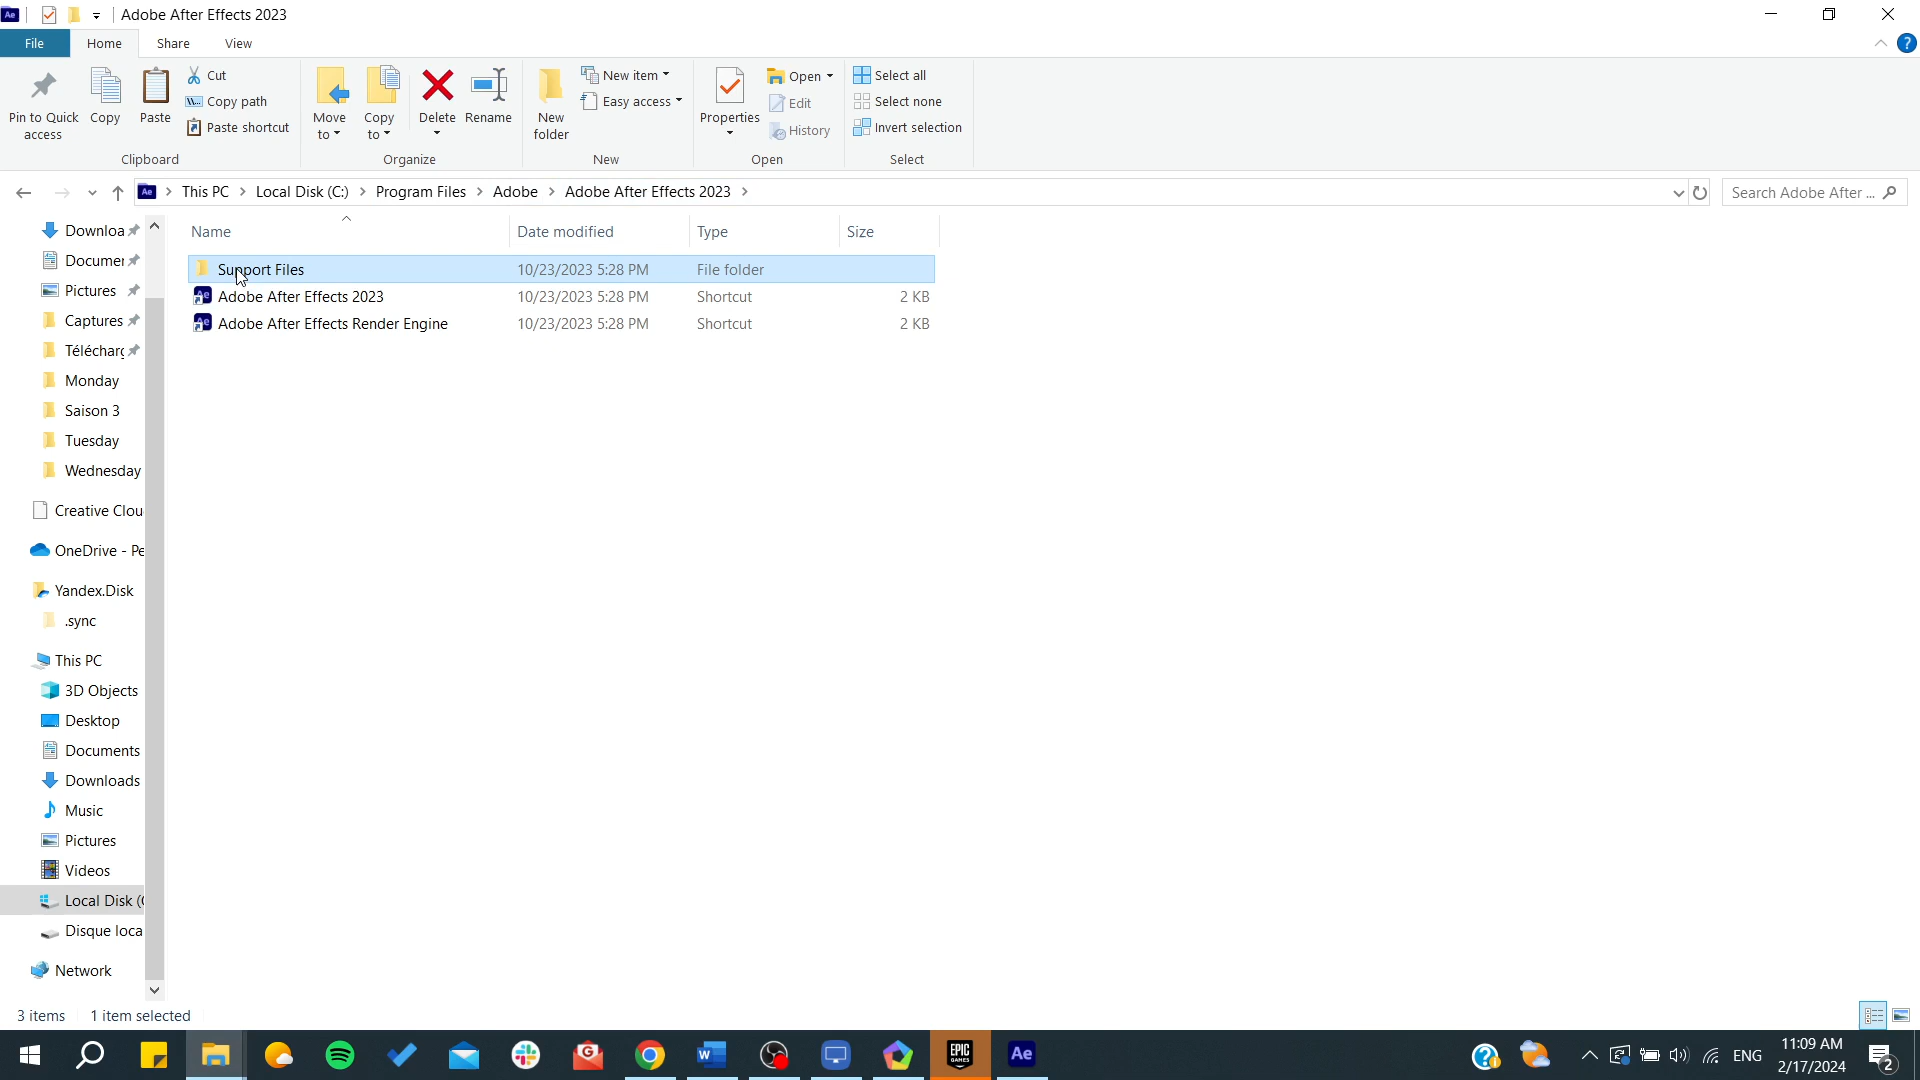 Ae Adobe After Effects 2023
File Home Share View ?
Pin to Quick access Copy Paste Cut Copy path Paste shortcut
Clipboard
Move to Copy to Delete Rename
Organize
New folder New item Easy access
New
Properties Open Edit History
Open
Select all Select none Invert selection
Select
Ae This PC Local Disk (C:) Program Files Adobe Adobe After Effects 2023 Search Adobe After ...
Name Date modified Type Size
Support Files 10/23/2023 5:28 PM File folder
Adobe After Effects 2023 10/23/2023 5:28 PM Shortcut 2 KB
Adobe After Effects Render Engine 10/23/2023 5:28 PM Shortcut 2 KB
Downloa
Documer
Pictures
Captures
Télécharg
Monday
Saison 3
Tuesday
Wednesday
Creative Clou
OneDrive - Pe
Yandex.Disk
.sync
This PC
3D Objects
Desktop
Documents
Downloads
Music
Pictures
Videos
Local Disk (
Disque loca
Network
3 items 1 item selected
EPIC GAMES Ae ENG 11:09 AM 2
2/17/2024